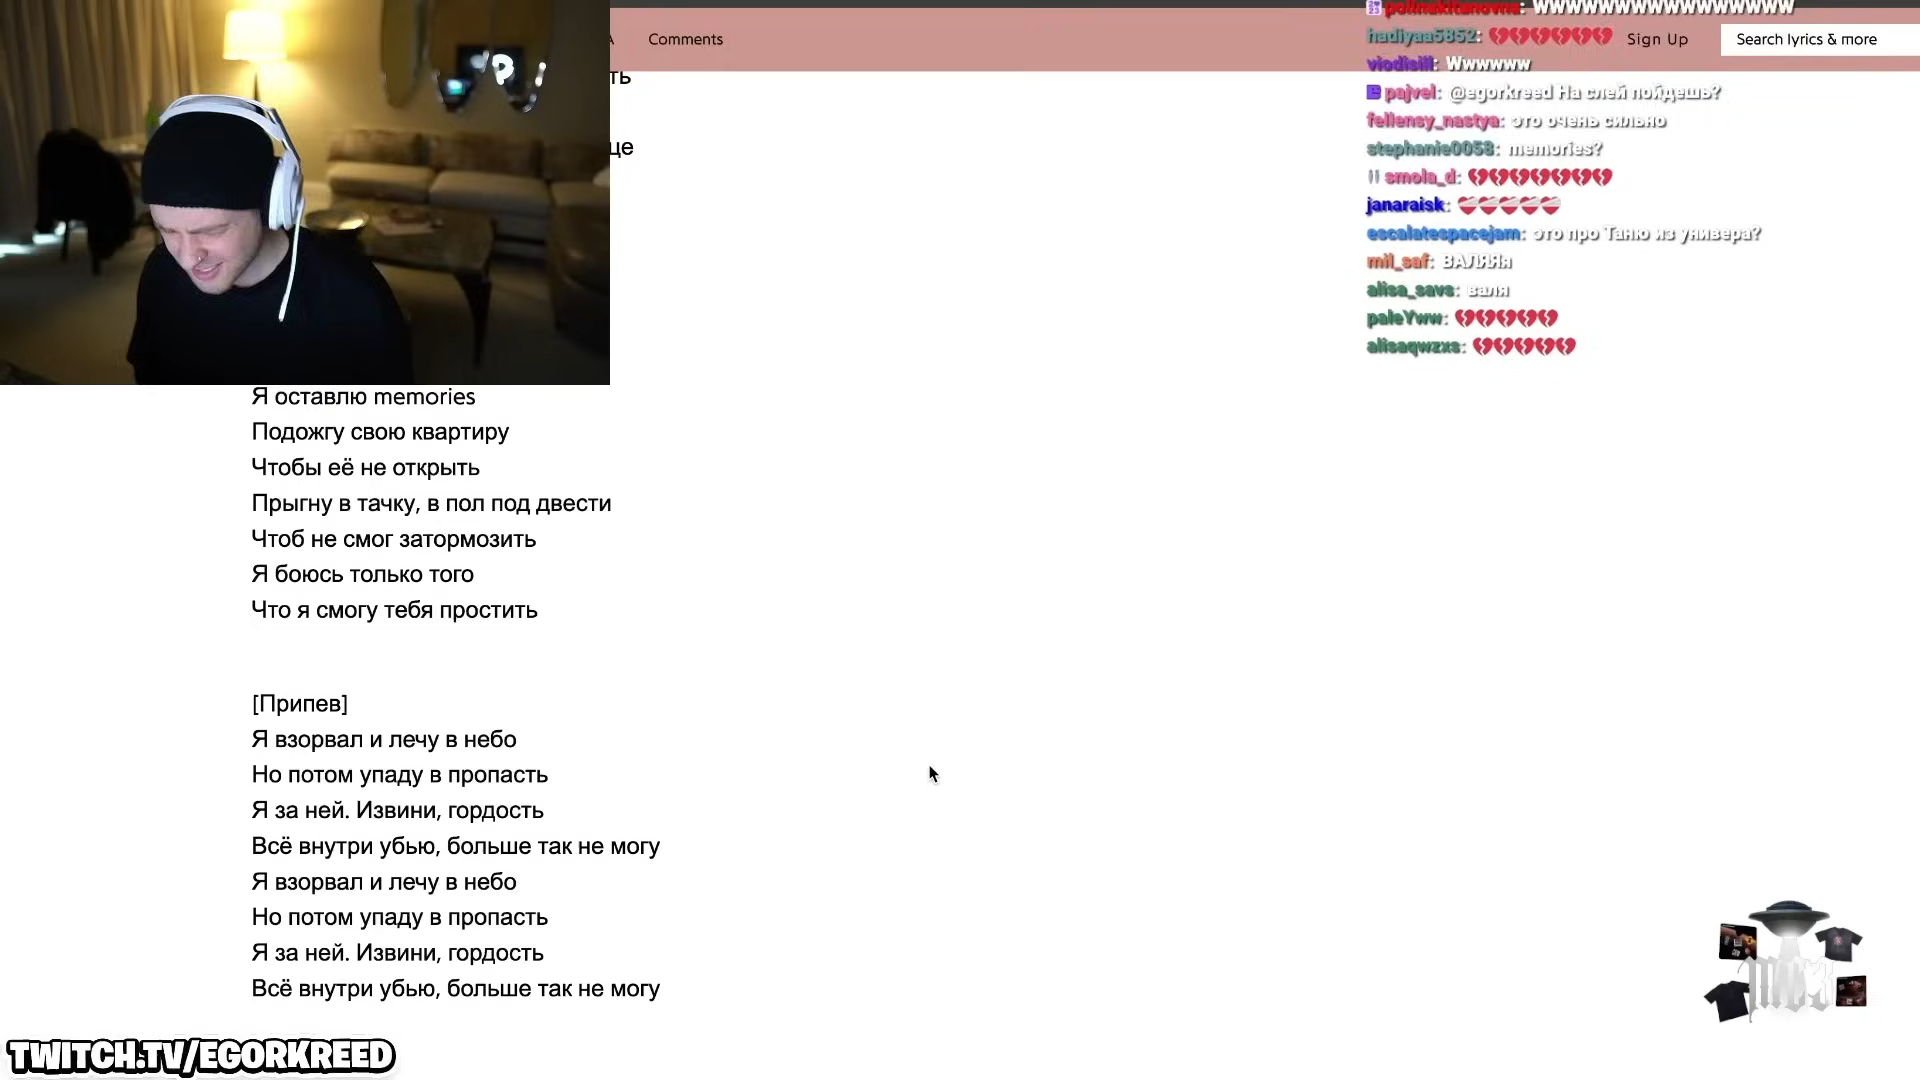 Comments
Sign Up
Search lyrics & more
ть
це
Я оставлю memories
Подожгу свою квартиру
Чтобы её не открыть
Прыгну в тачку, в пол под двести
Чтоб не смог затормозить
Я боюсь только того
Что я смогу тебя простить
[Припев]
Я взорвал и лечу в небо
Но потом упаду в пропасть
Я за ней. Извини, гордость
Всё внутри убью, больше так не могу
Я взорвал и лечу в небо
Но потом упаду в пропасть
Я за ней. Извини, гордость
Всё внутри убью, больше так не могу
polinakitanovna: WWWWWWWWWWWWWWWW
hadiyaa5852: 💔💔💔💔💔💔
viodisill: Wwwwww
pajvel: @egorkreed На слей пойдешь?
fellensy_nastya: это очень сильно
stephanie0058: memories?
smola_d: 💔💔💔💔💔💔💔
janaraisk: ❤️‍🩹❤️‍🩹❤️‍🩹❤️‍🩹❤️‍🩹
escalatespacejam: это про Таню из универа?
mil_saf: ВАЛЯЯя
alisa_savs: валя
paleYww: 💔💔💔💔💔
alisaqwzxs: 💔💔💔💔💔
TWITCH.TV/EGORKREED